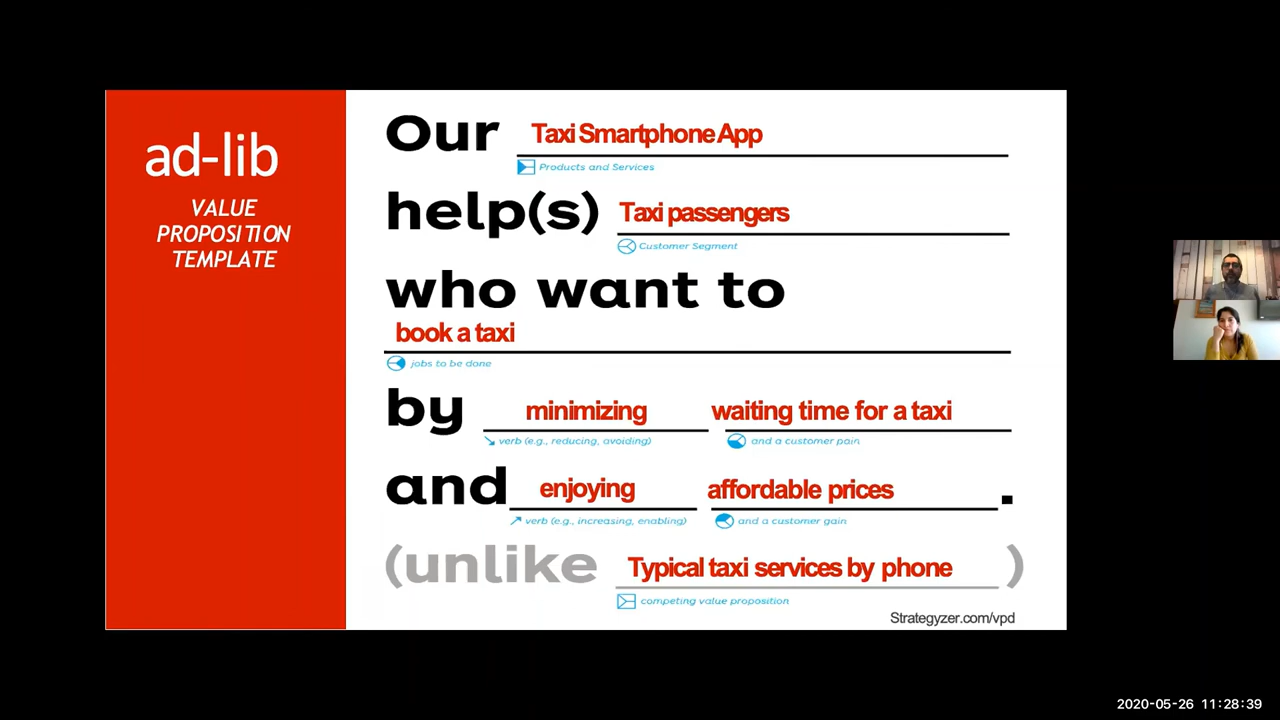 ad-lib
VALUE
PROPOSITION
TEMPLATE
Our Taxi Smartphone App
Products and Services
help(s) Taxi passengers
Customer Segment
who want to
book a taxi
jobs to be done
by minimizing waiting time for a taxi
verb (e.g., reducing, avoiding) and a customer pain
and enjoying affordable prices .
verb (e.g., increasing, enabling) and a customer gain
(unlike Typical taxi services by phone )
competing value proposition
Strategyzer.com/vpd
2020-05-26 11:28:39